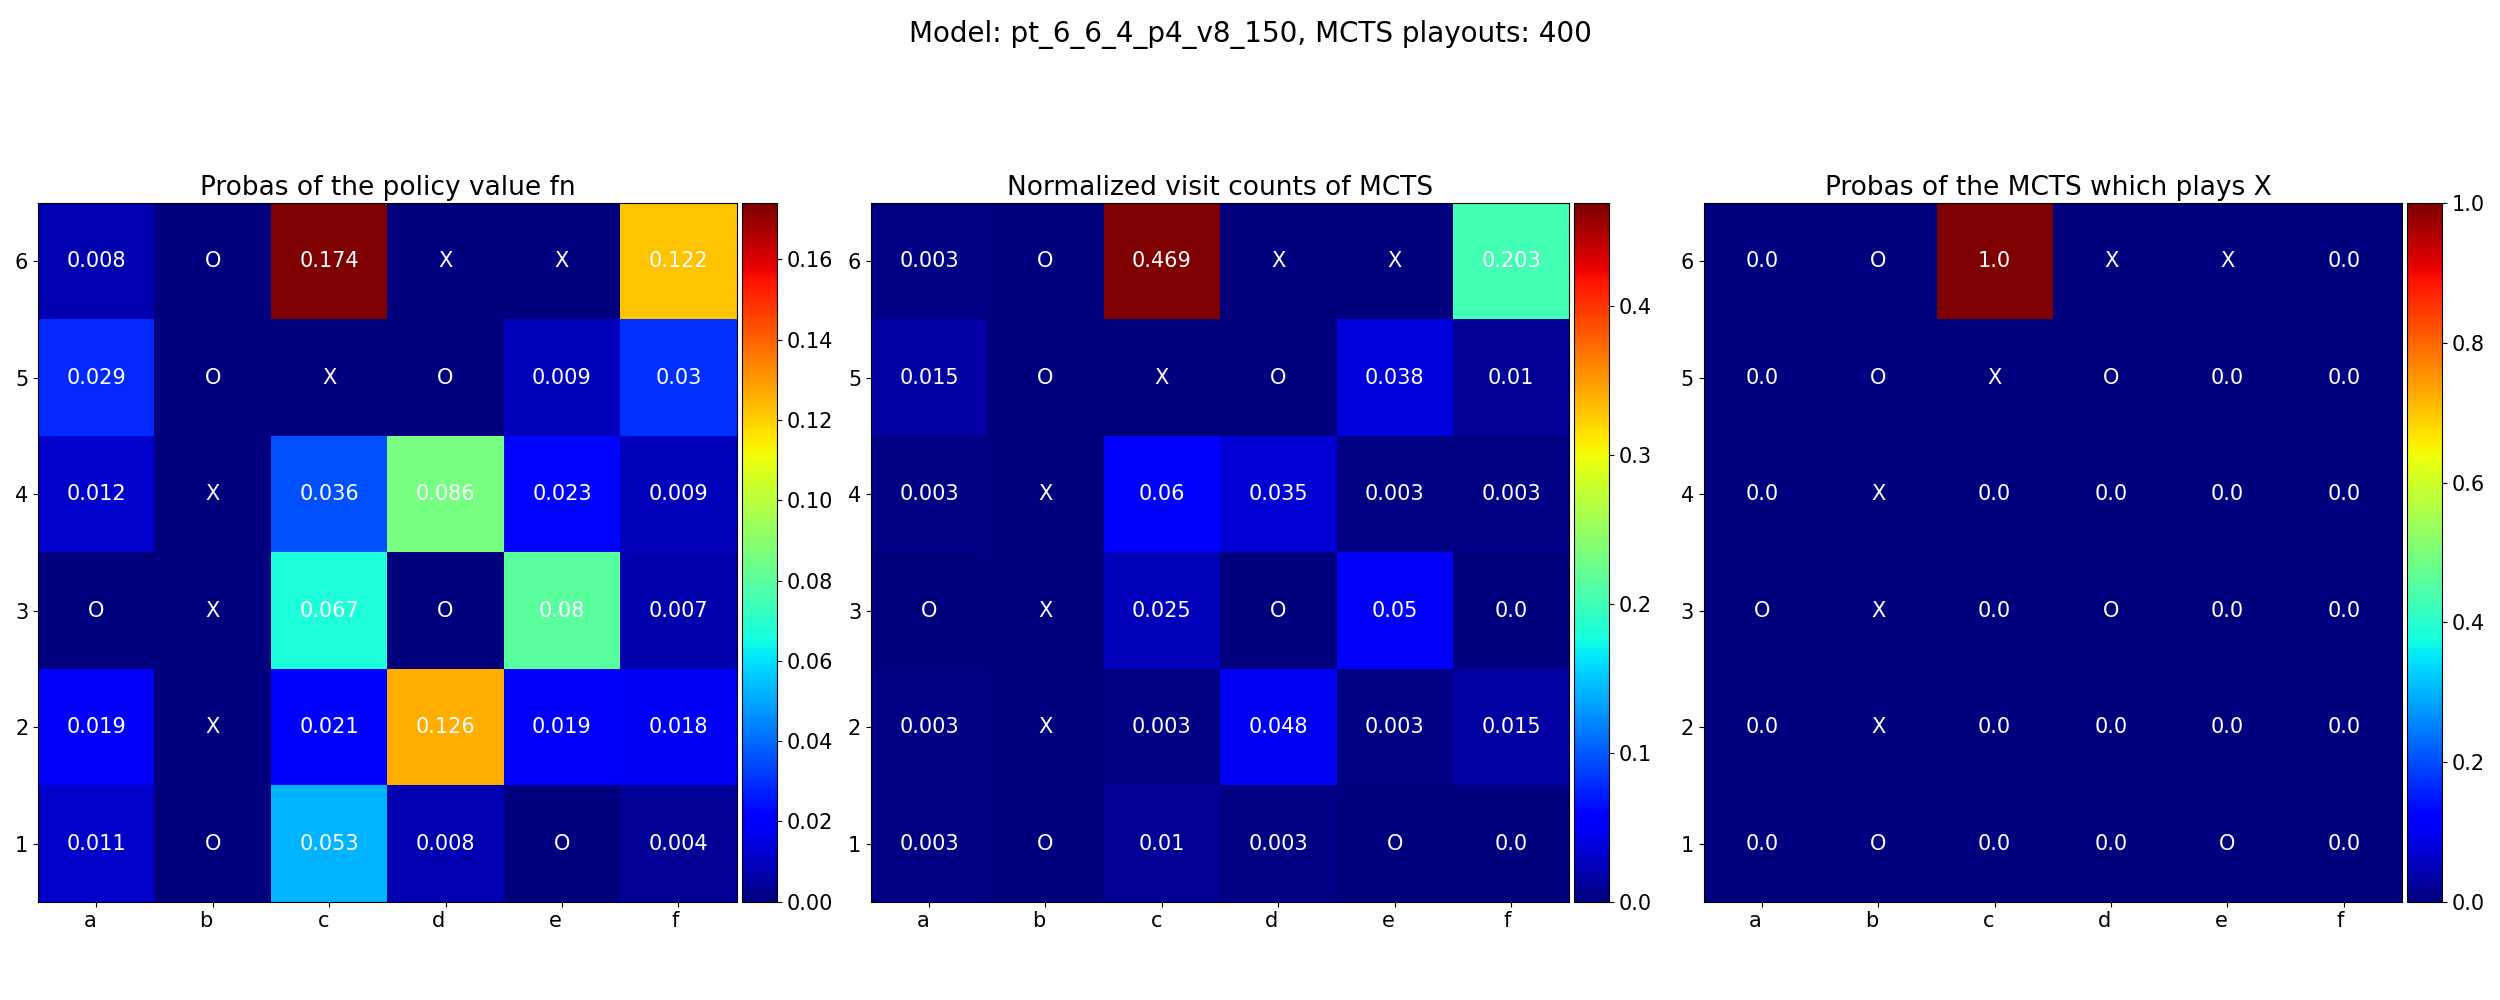 Model: pt_6_6_4_p4_v8_150, MCTS playouts: 400
Probas of the policy value fn
6 0.008 O 0.174 X X 0.122
5 0.029 O X O 0.009 0.03
4 0.012 X 0.036 0.086 0.023 0.009
3 O X 0.067 O 0.08 0.007
2 0.019 X 0.021 0.126 0.019 0.018
1 0.011 O 0.053 0.008 O 0.004
a b c d e f
0.16
0.14
0.12
0.10
0.08
0.06
0.04
0.02
0.00
Normalized visit counts of MCTS
6 0.003 O 0.469 X X 0.203
5 0.015 O X O 0.038 0.01
4 0.003 X 0.06 0.035 0.003 0.003
3 O X 0.025 O 0.05 0.0
2 0.003 X 0.003 0.048 0.003 0.015
1 0.003 O 0.01 0.003 O 0.0
a b c d e f
0.4
0.3
0.2
0.1
0.0
Probas of the MCTS which plays X
6 0.0 O 1.0 X X 0.0
5 0.0 O X O 0.0 0.0
4 0.0 X 0.0 0.0 0.0 0.0
3 O X 0.0 O 0.0 0.0
2 0.0 X 0.0 0.0 0.0 0.0
1 0.0 O 0.0 0.0 O 0.0
a b c d e f
1.0
0.8
0.6
0.4
0.2
0.0